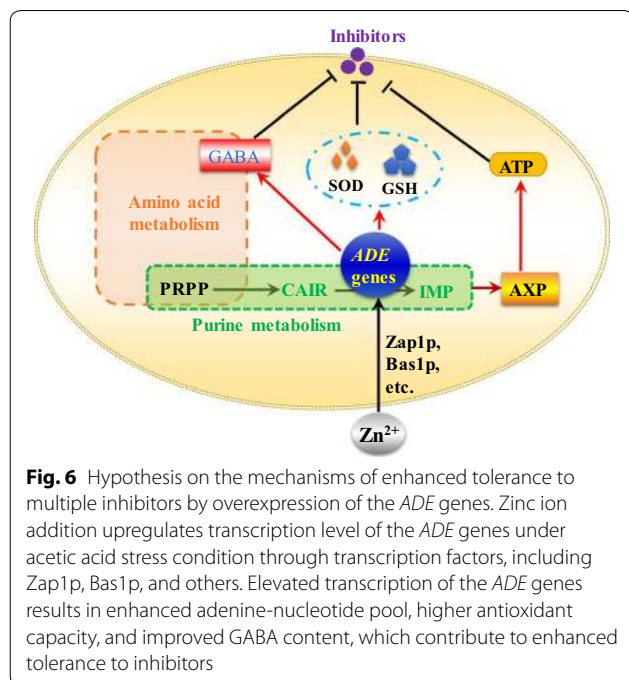 Inhibitors
GABA
SOD
GSH
ATP
Amino acid
metabolism
ADE
genes
PRPP
CAIR
IMP
AXP
Purine metabolism
Zap1p,
Bas1p,
etc.
Zn2+
Fig. 6 Hypothesis on the mechanisms of enhanced tolerance to
multiple inhibitors by overexpression of the ADE genes. Zinc ion
addition upregulates transcription level of the ADE genes under
acetic acid stress condition through transcription factors, including
Zap1p, Bas1p, and others. Elevated transcription of the ADE genes
results in enhanced adenine-nucleotide pool, higher antioxidant
capacity, and improved GABA content, which contribute to enhanced
tolerance to inhibitors